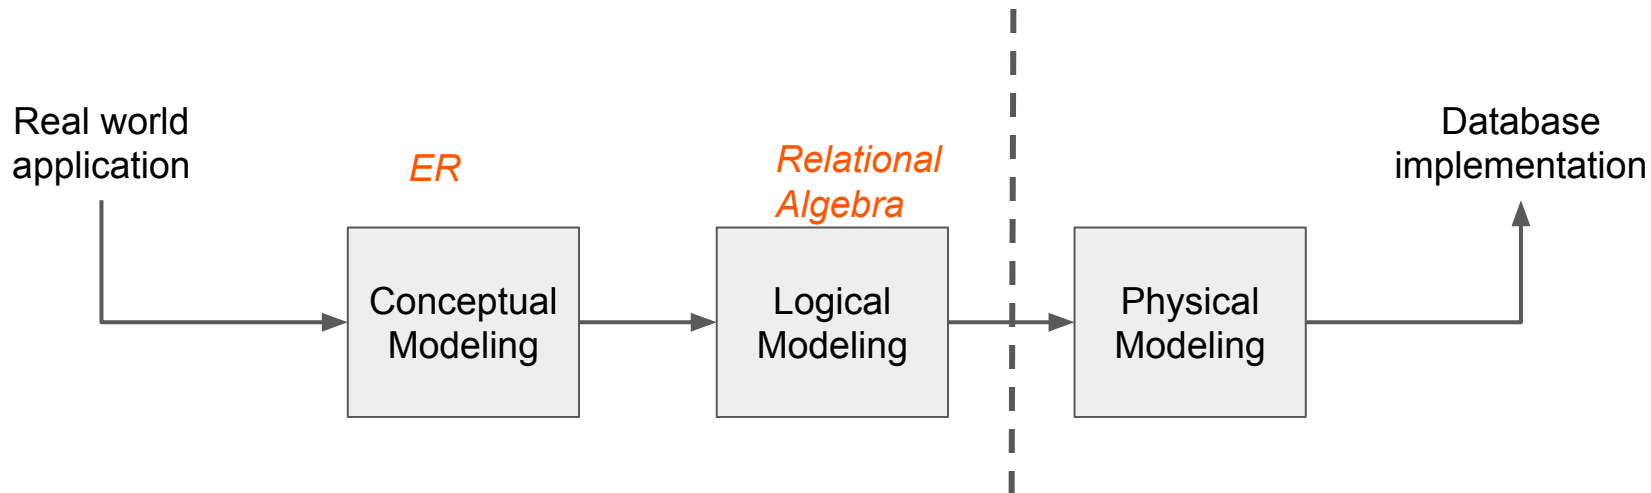 Real world
application
ER
Relational
Algebra
Database
implementation
Conceptual
Modeling
Logical
Modeling
Physical
Modeling